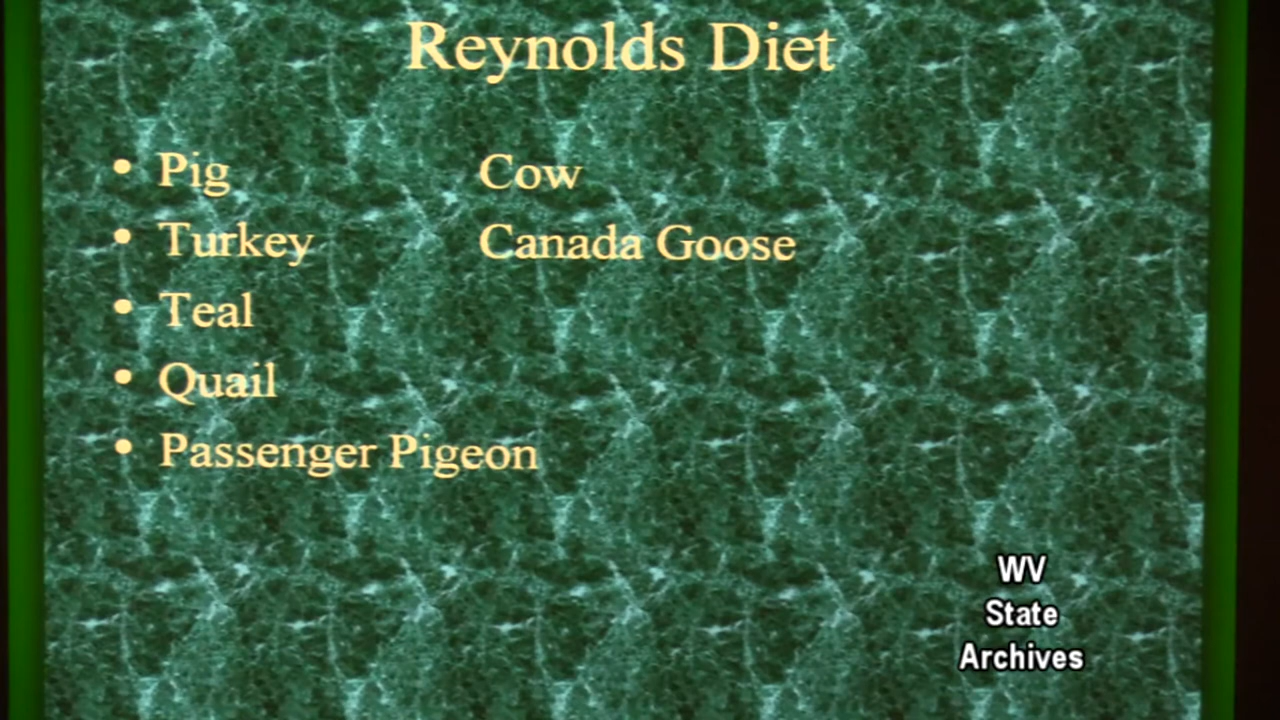 Reynolds Diet
• Pig Cow
• Turkey Canada Goose
• Teal
• Quail
• Passenger Pigeon
WV
State
Archives